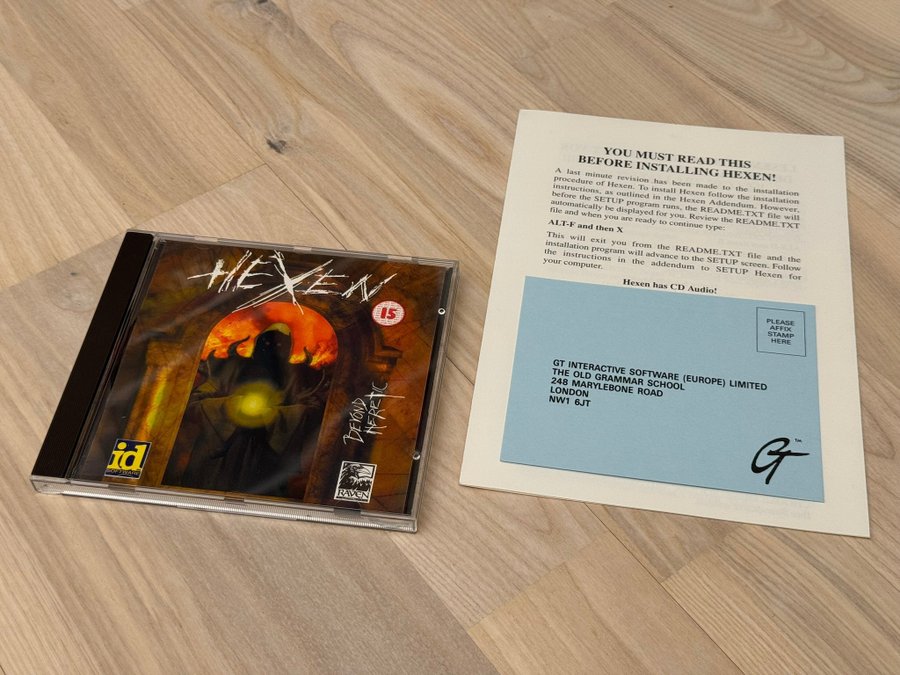 HEXEN
15
BEYOND
HERETIC
id
SOFTWARE
RAVEN
YOU MUST READ THIS
BEFORE INSTALLING HEXEN!
A last minute revision has been made to the installation
procedure of Hexen. To install Hexen follow the installation
instructions, as outlined in the Hexen Addendum. However,
before the SETUP program runs, the README.TXT file will
automatically be displayed for you. Review the README.TXT
file and when you are ready to continue type:
ALT-F and then X
This will exit you from the README.TXT file and the
installation program will advance to the SETUP screen. Follow
the instructions in the addendum to SETUP Hexen for
your computer.
Hexen has CD Audio!
PLEASE
AFFIX
STAMP
HERE
GT INTERACTIVE SOFTWARE (EUROPE) LIMITED
THE OLD GRAMMAR SCHOOL
248 MARYLEBONE ROAD
LONDON
NW1 6JT
GT™